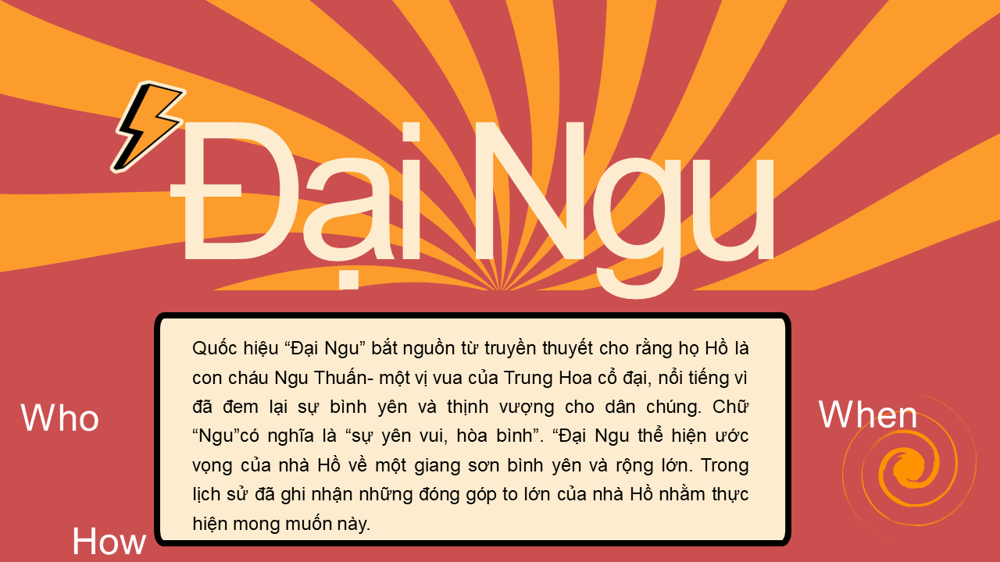 Đại Ngu
Quốc hiệu “Đại Ngu” bắt nguồn từ truyền thuyết cho rằng họ Hồ là
con cháu Ngu Thuấn- một vị vua của Trung Hoa cổ đại, nổi tiếng vì
đã đem lại sự bình yên và thịnh vượng cho dân chúng. Chữ
“Ngu”có nghĩa là “sự yên vui, hòa bình”. “Đại Ngu thể hiện ước
vọng của nhà Hồ về một giang sơn bình yên và rộng lớn. Trong
lịch sử đã ghi nhận những đóng góp to lớn của nhà Hồ nhằm thực
hiện mong muốn này.
Who
When
How